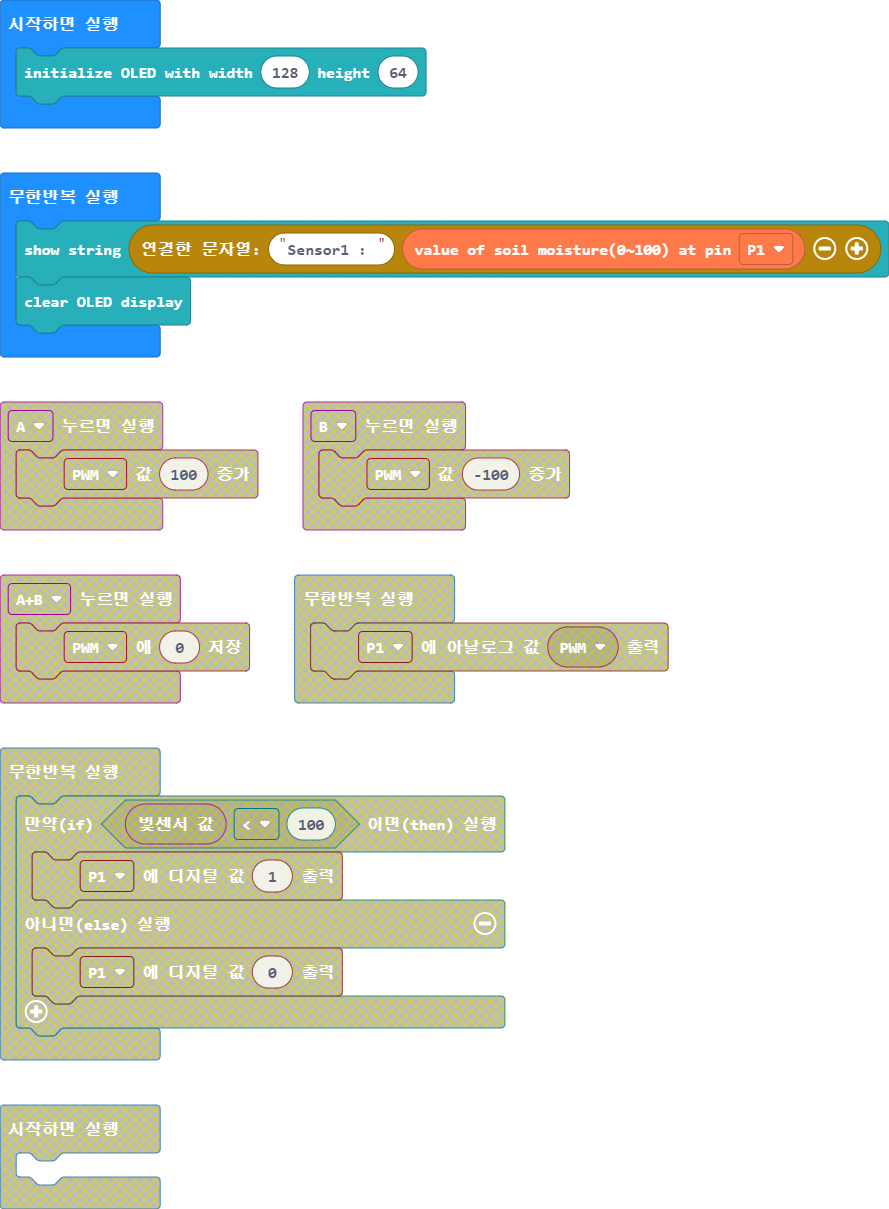 시작하면 실행
initialize OLED with width 128 height 64
무한반복 실행
show string 연결한 문자열: "Sensor1 : " value of soil moisture(0~100) at pin P1
clear OLED display
A 누르면 실행
PWM 값 100 증가
B 누르면 실행
PWM 값 -100 증가
A+B 누르면 실행
PWM 에 0 저장
무한반복 실행
P1 에 아날로그 값 PWM 출력
무한반복 실행
만약(if) 빛센서 값 < 100 이면(then) 실행
P1 에 디지털 값 1 출력
아니면(else) 실행
P1 에 디지털 값 0 출력
시작하면 실행